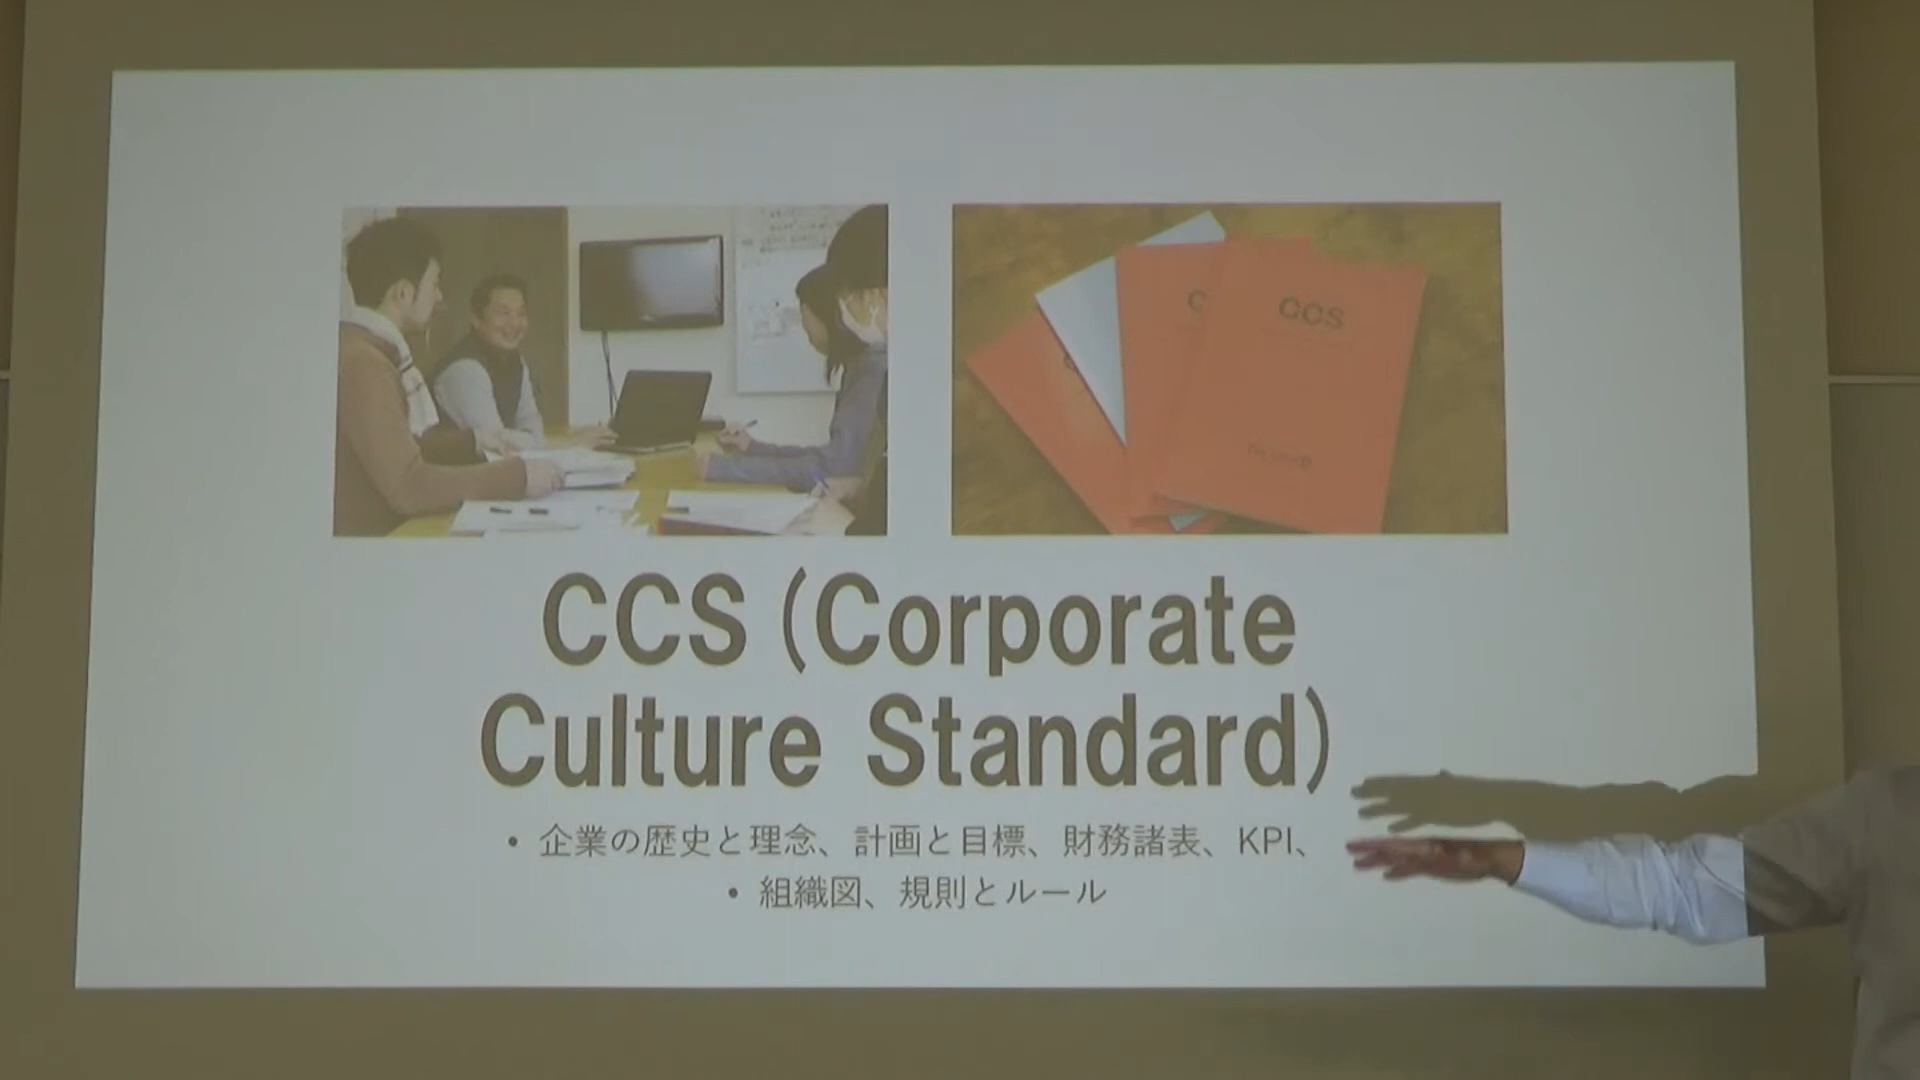 CCS
CCS (Corporate
Culture Standard)
• 企業の歴史と理念、計画と目標、財務諸表、KPI、
• 組織図、規則とルール